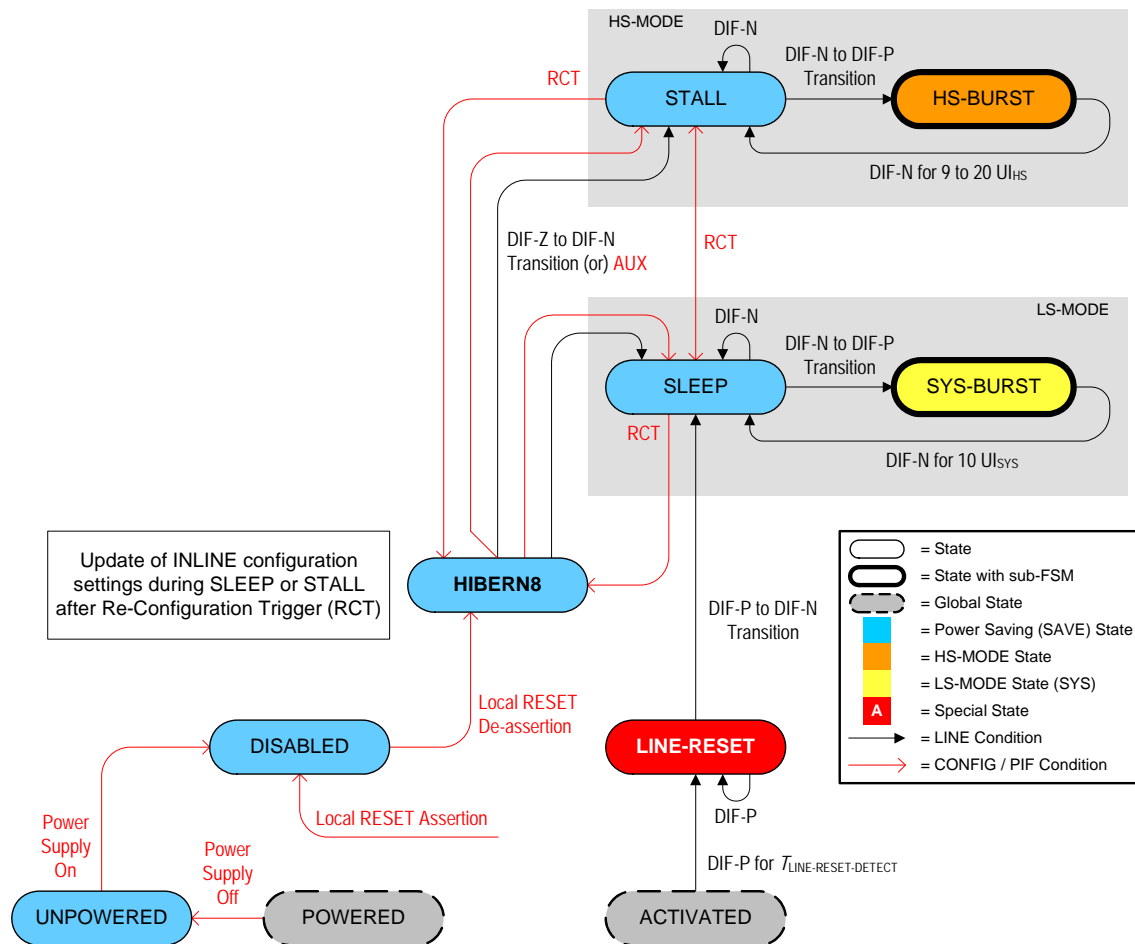 HS-MODE
DIF-N
DIF-N to DIF-P
Transition
RCT
STALL
HS-BURST
DIF-N for 9 to 20 UIHS
DIF-Z to DIF-N
Transition (or) AUX
RCT
LS-MODE
DIF-N
DIF-N to DIF-P
Transition
SLEEP
SYS-BURST
RCT
DIF-N for 10 UISYS
Update of INLINE configuration
settings during SLEEP or STALL
after Re-Configuration Trigger (RCT)
HIBERN8
DIF-P to DIF-N
Transition
= State
= State with sub-FSM
= Global State
= Power Saving (SAVE) State
= HS-MODE State
= LS-MODE State (SYS)
A = Special State
= LINE Condition
= CONFIG / PIF Condition
Local RESET
De-assertion
DISABLED
LINE-RESET
DIF-P
Local RESET Assertion
Power
Supply
On
Power
Supply
Off
DIF-P for TLINE-RESET-DETECT
UNPOWERED
POWERED
ACTIVATED